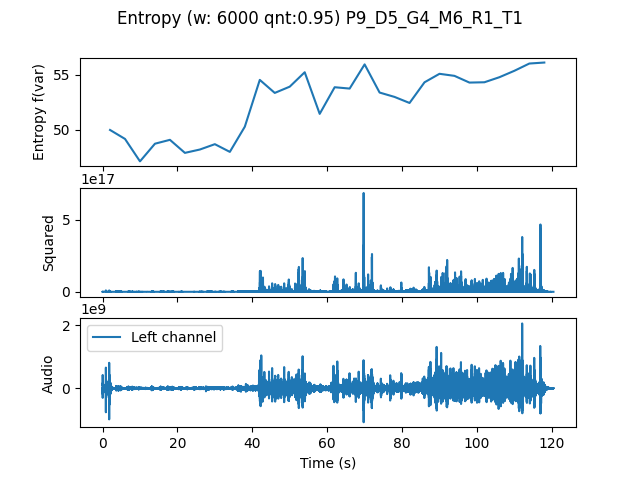 Entropy (w: 6000 qnt:0.95) P9_D5_G4_M6_R1_T1
Entropy f(var)
55
50
1e17
Squared
5
0
1e9
Audio
2
0
Left channel
0 20 40 60 80 100 120
Time (s)